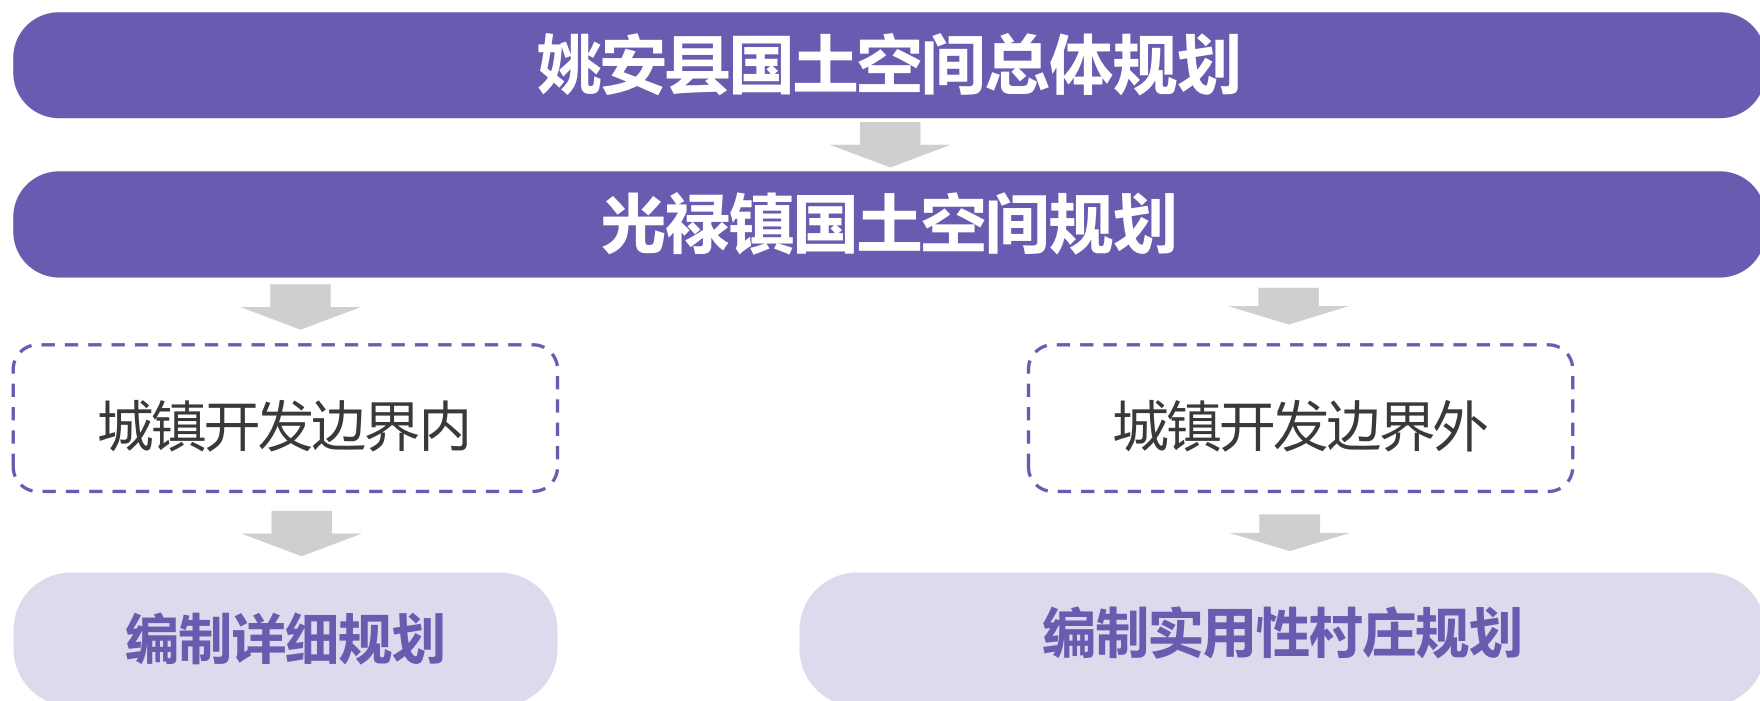 姚安县国土空间总体规划
光禄镇国土空间规划
城镇开发边界内
城镇开发边界外
编制详细规划
编制实用性村庄规划